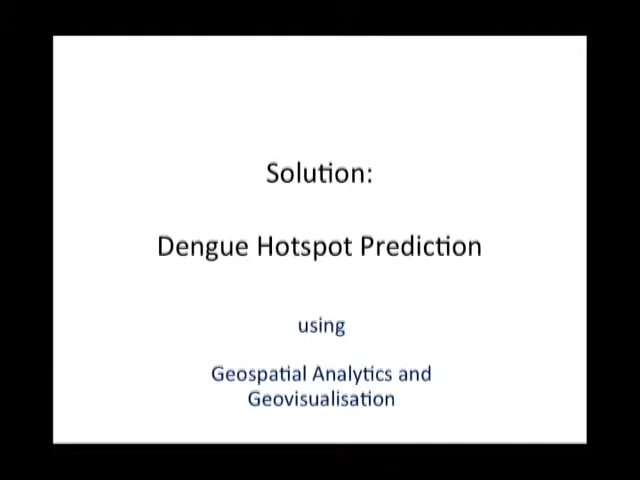 Solution:
Dengue Hotspot Prediction
using
Geospatial Analytics and
Geovisualisation